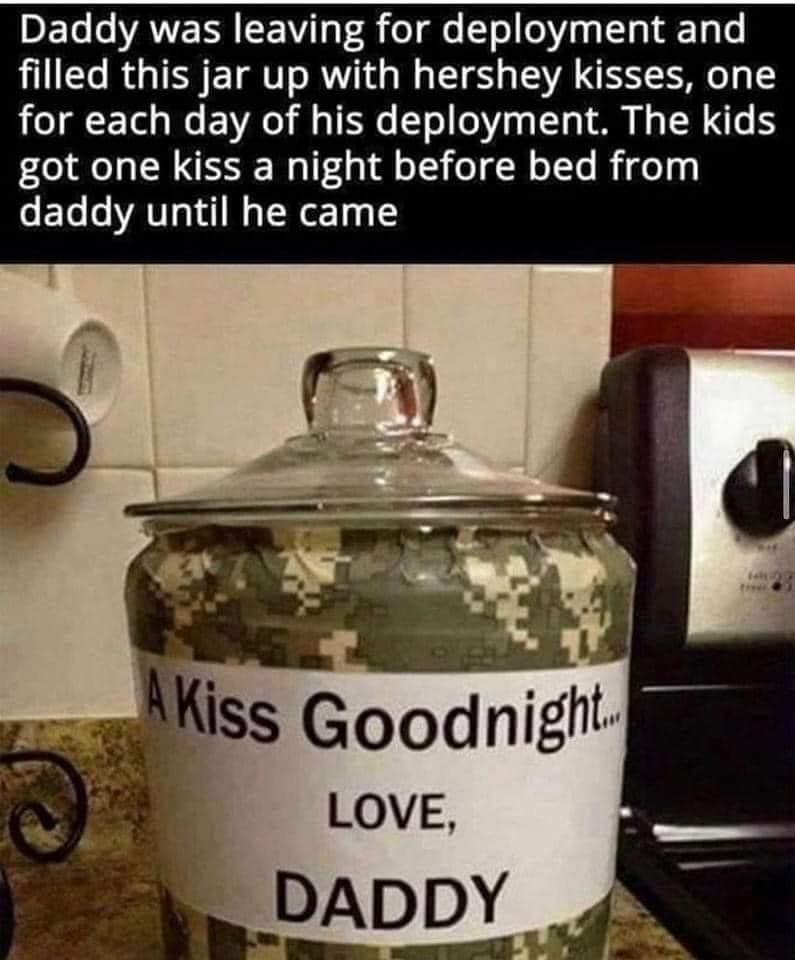 Daddy was leaving for deployment and
filled this jar up with hershey kisses, one
for each day of his deployment. The kids
got one kiss a night before bed from
daddy until he came
A Kiss Goodnight...
LOVE,
DADDY